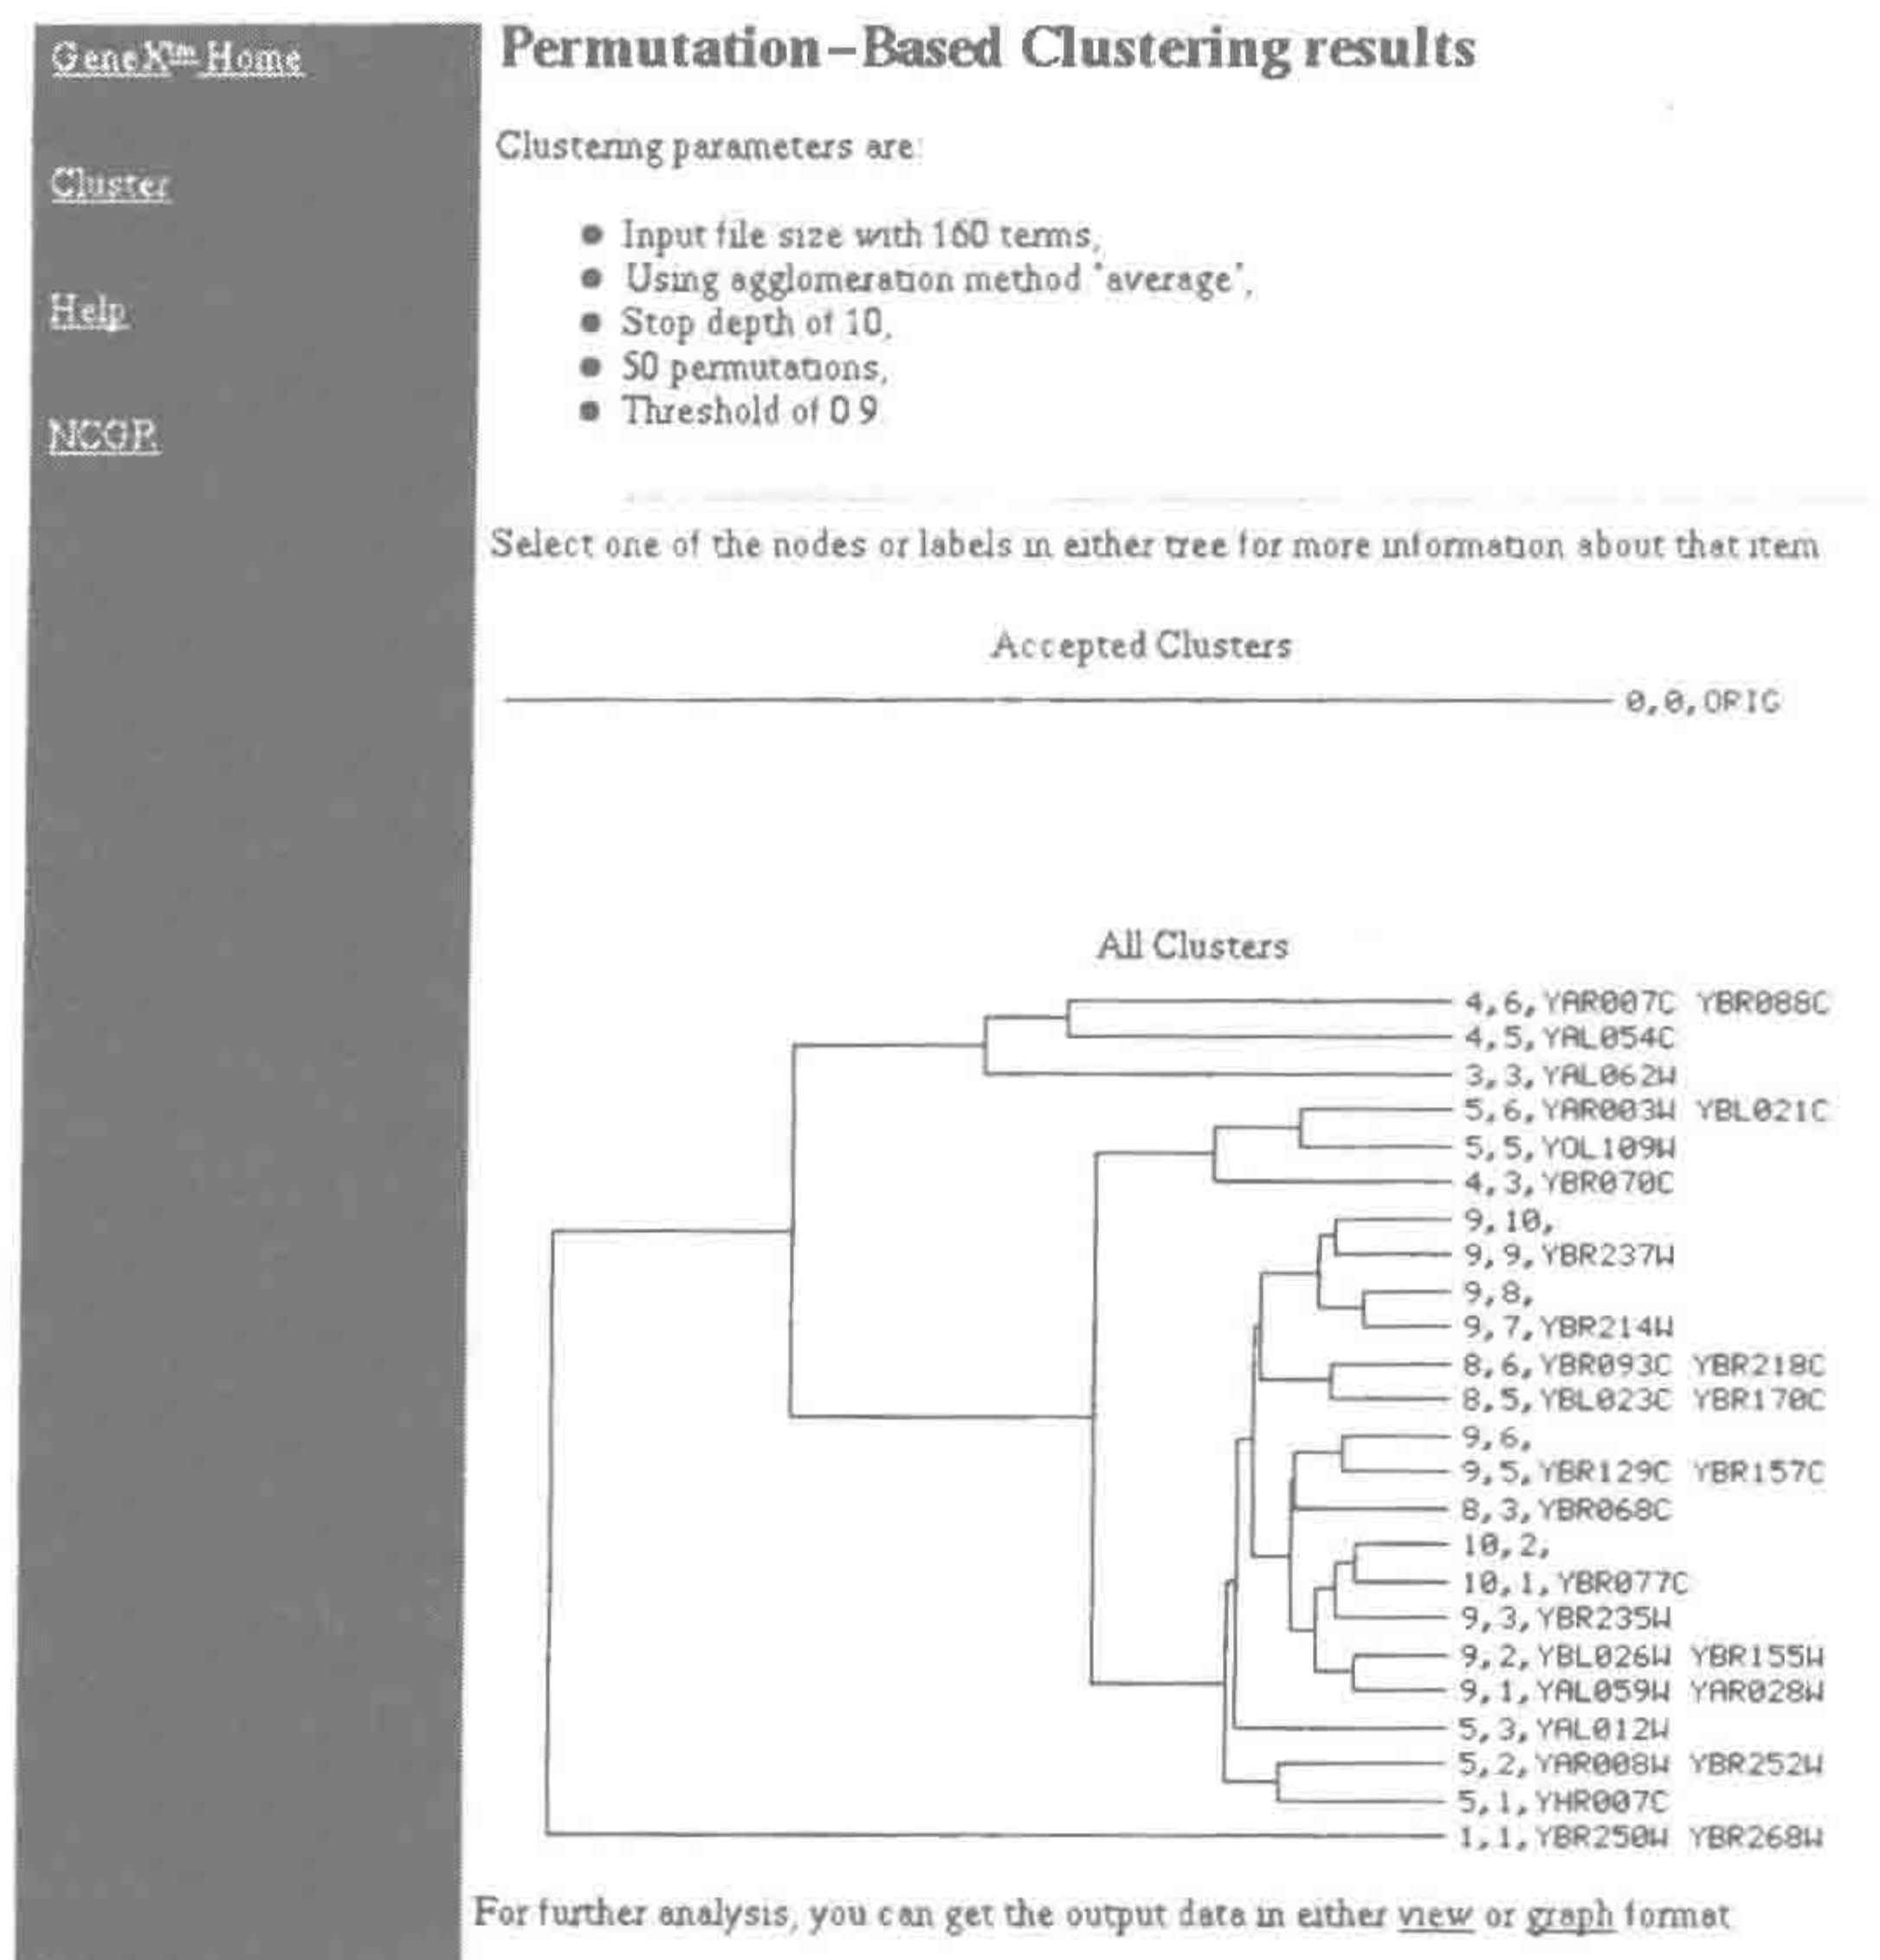 GeneX™ Home
Cluster
Help
NCGR
Permutation-Based Clustering results
Clustering parameters are:
● Input file size with 160 terms,
● Using agglomeration method "average",
● Stop depth of 10,
● 50 permutations,
● Threshold of 0.9
Select one of the nodes or labels in either tree for more information about that item
Accepted Clusters
0,0,ORIG
All Clusters
4,6,YAR007C YBR088C
4,5,YAL054C
3,3,YAL062W
5,6,YAR003W YBL021C
5,5,YOL109W
4,3,YBR070C
9,10,
9,9,YBR237W
9,8,
9,7,YBR214W
8,6,YBR093C YBR218C
8,5,YBL023C YBR170C
9,6,
9,5,YBR129C YBR157C
8,3,YBR068C
10,2,
10,1,YBR077C
9,3,YBR235W
9,2,YBL026W YBR155W
9,1,YAL059W YAR028W
5,3,YAL012W
5,2,YAR008W YBR252W
5,1,YHR007C
1,1,YBR250W YBR268W
For further analysis, you can get the output data in either view or graph format